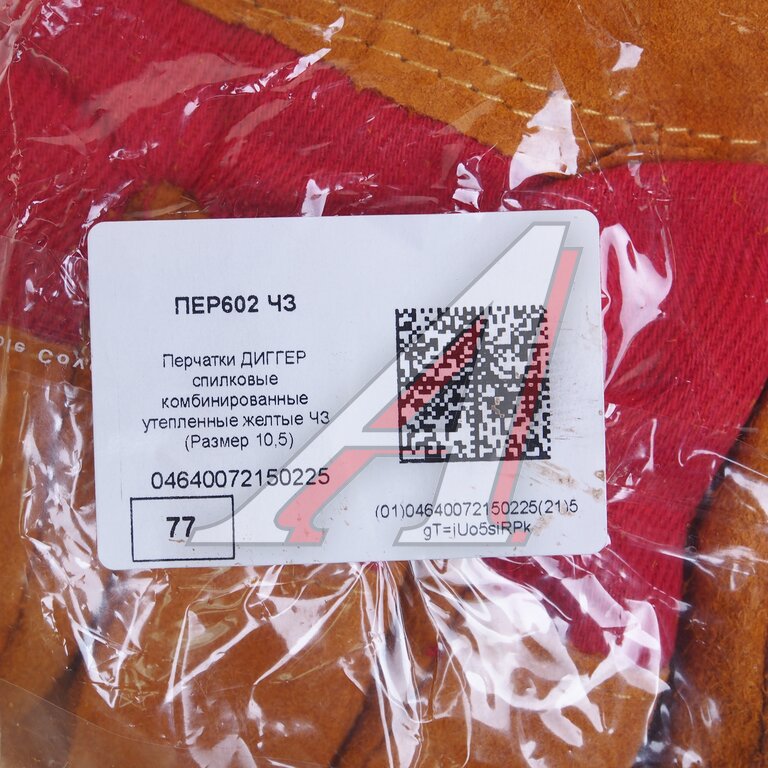 ПЕР602 ЧЗ
Перчатки ДИГГЕР
спилковые
комбинированные
утепленные желтые ЧЗ
(Размер 10,5)
04640072150225
77
(01)04640072150225(21)5
gT=jUo5siRPk